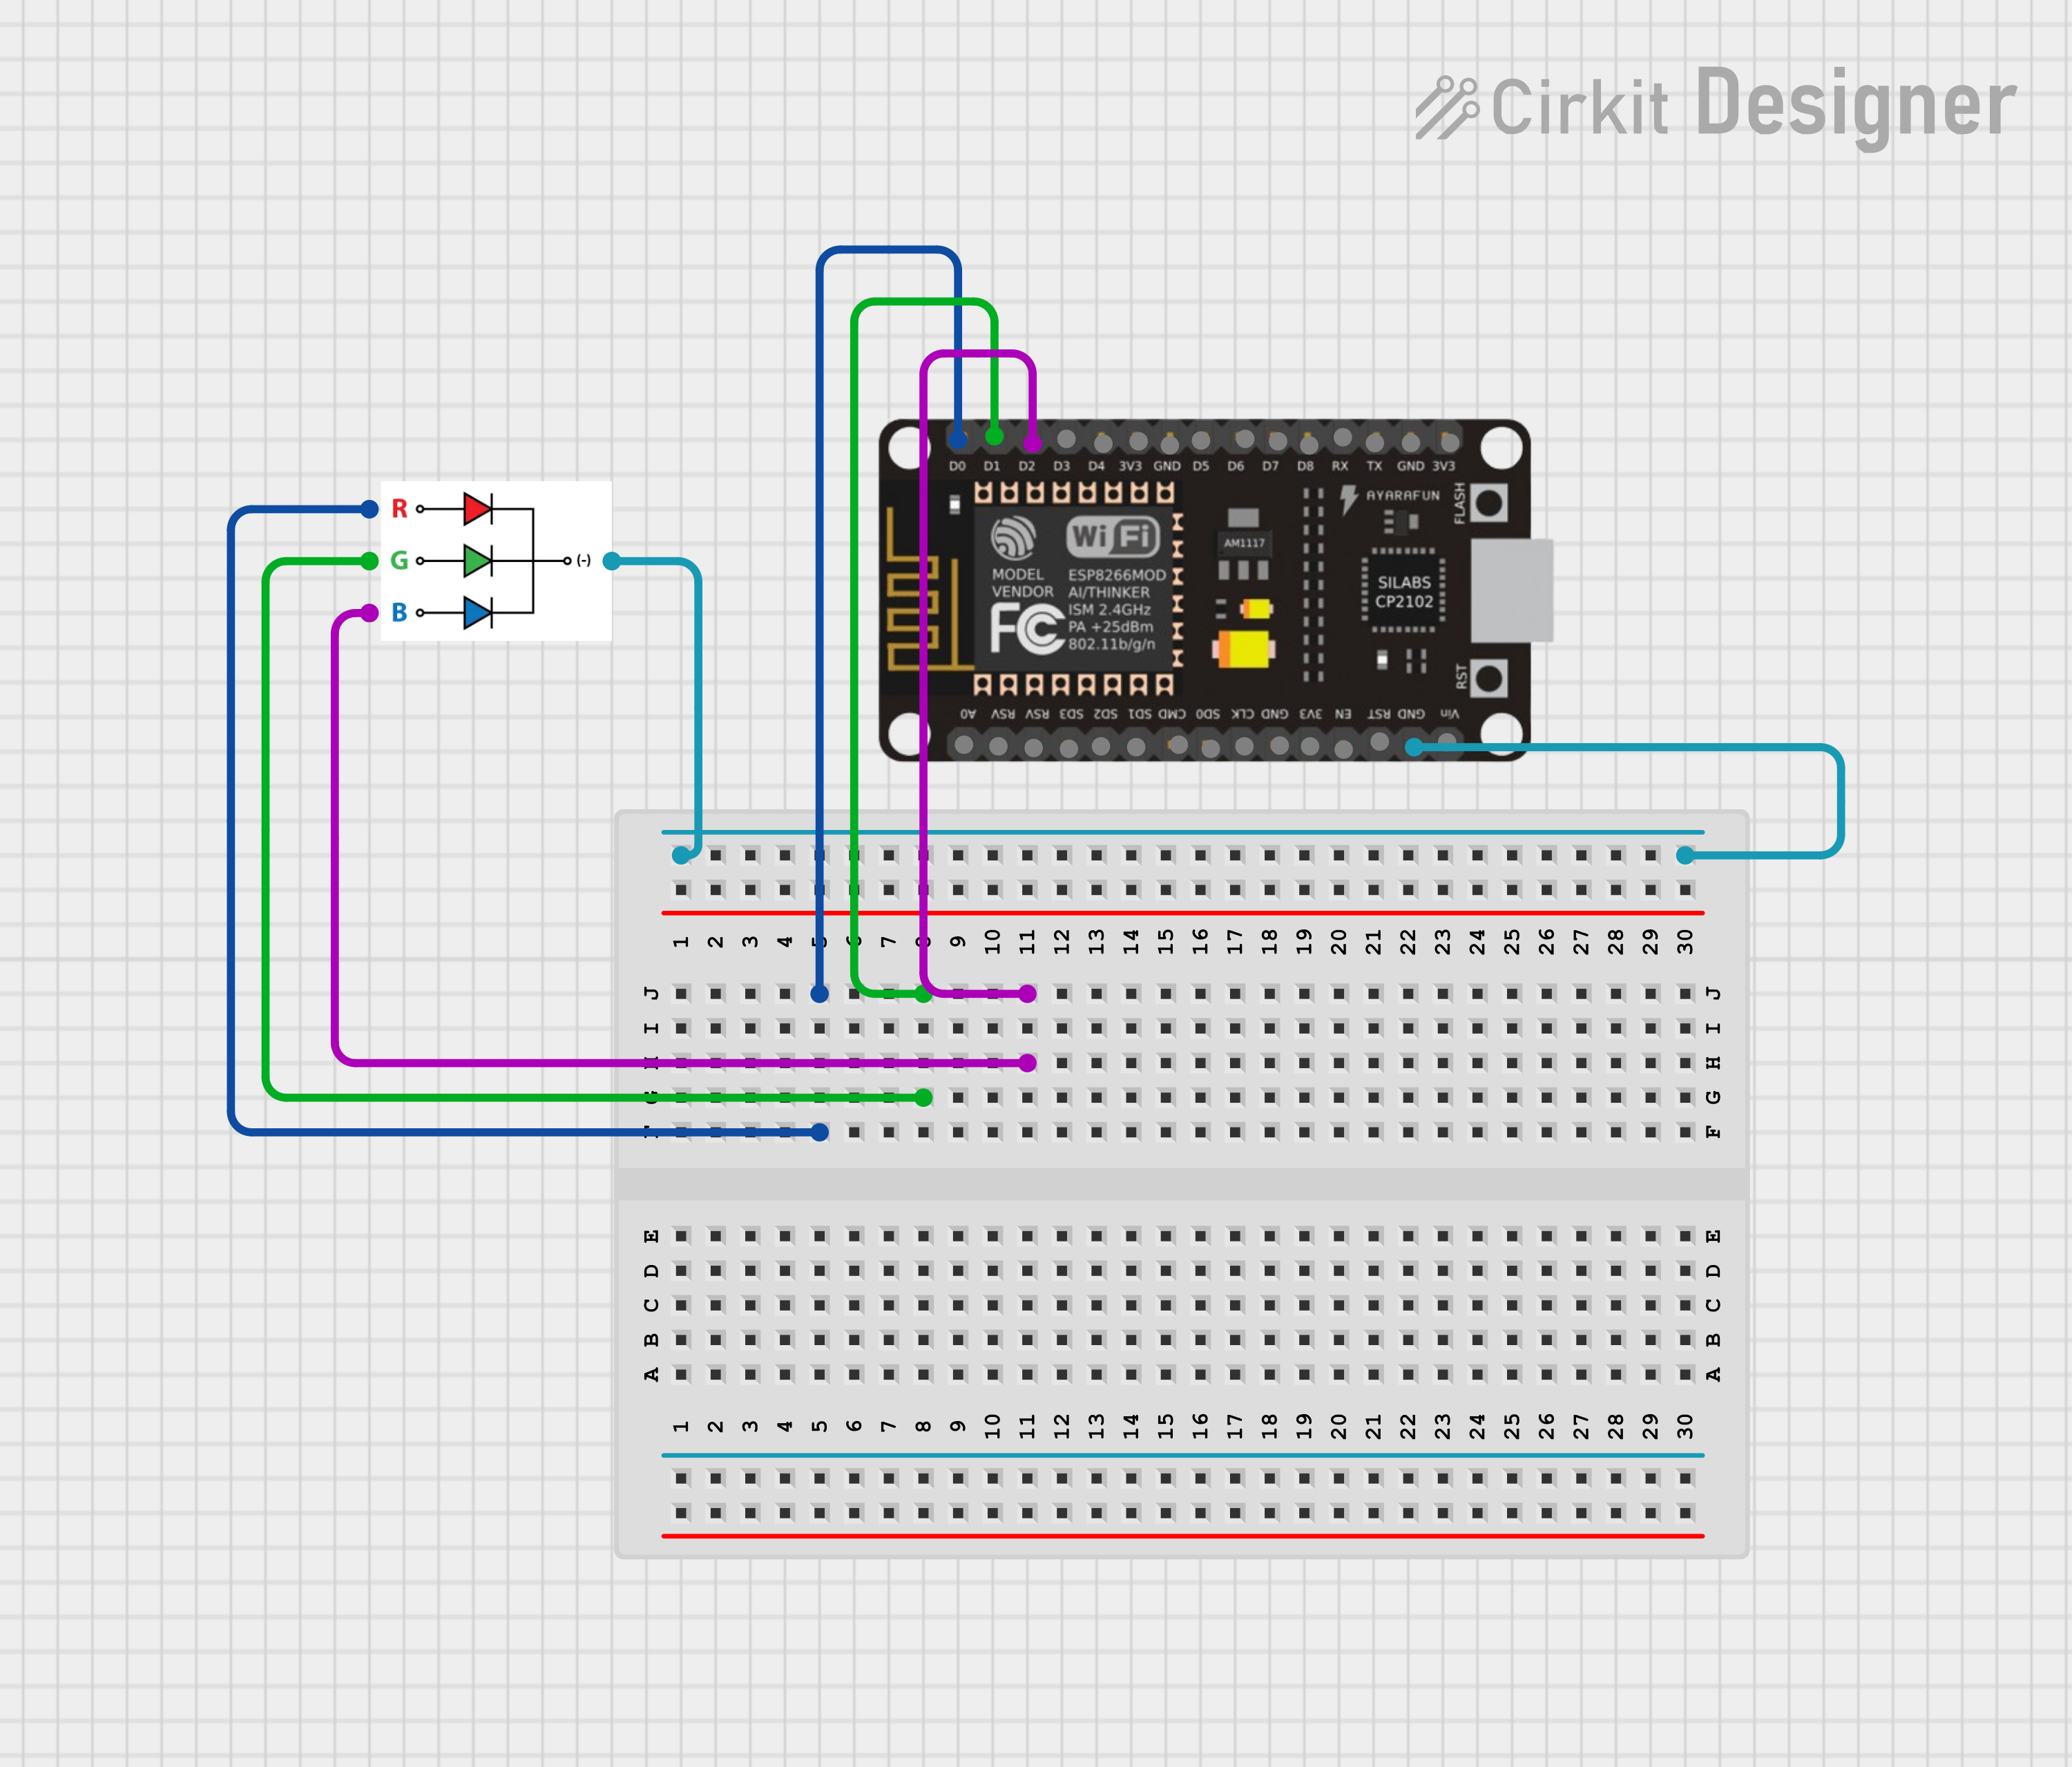 Cirkit Designer
D0 D1 D2 D3 D4 3V3 GND D5 D6 D7 D8 RX TX GND 3V3
AYARAFUN
FLASH
R
G
(-)
B
WiFi
MODEL ESP8266MOD
VENDOR AI/THINKER
ISM 2.4GHz
PA +25dBm
802.11b/g/n
FC
AM1117
SILABS
CP2102
RST
A0 RSV RSV SD3 SD2 SD1 CMD SD0 CLK GND 3V3 EN RST GND Vin
1 2 3 4 5 6 7 8 9 10 11 12 13 14 15 16 17 18 19 20 21 22 23 24 25 26 27 28 29 30
J J
I I
H H
G G
F F
E E
D D
C C
B B
A A
1 2 3 4 5 6 7 8 9 10 11 12 13 14 15 16 17 18 19 20 21 22 23 24 25 26 27 28 29 30